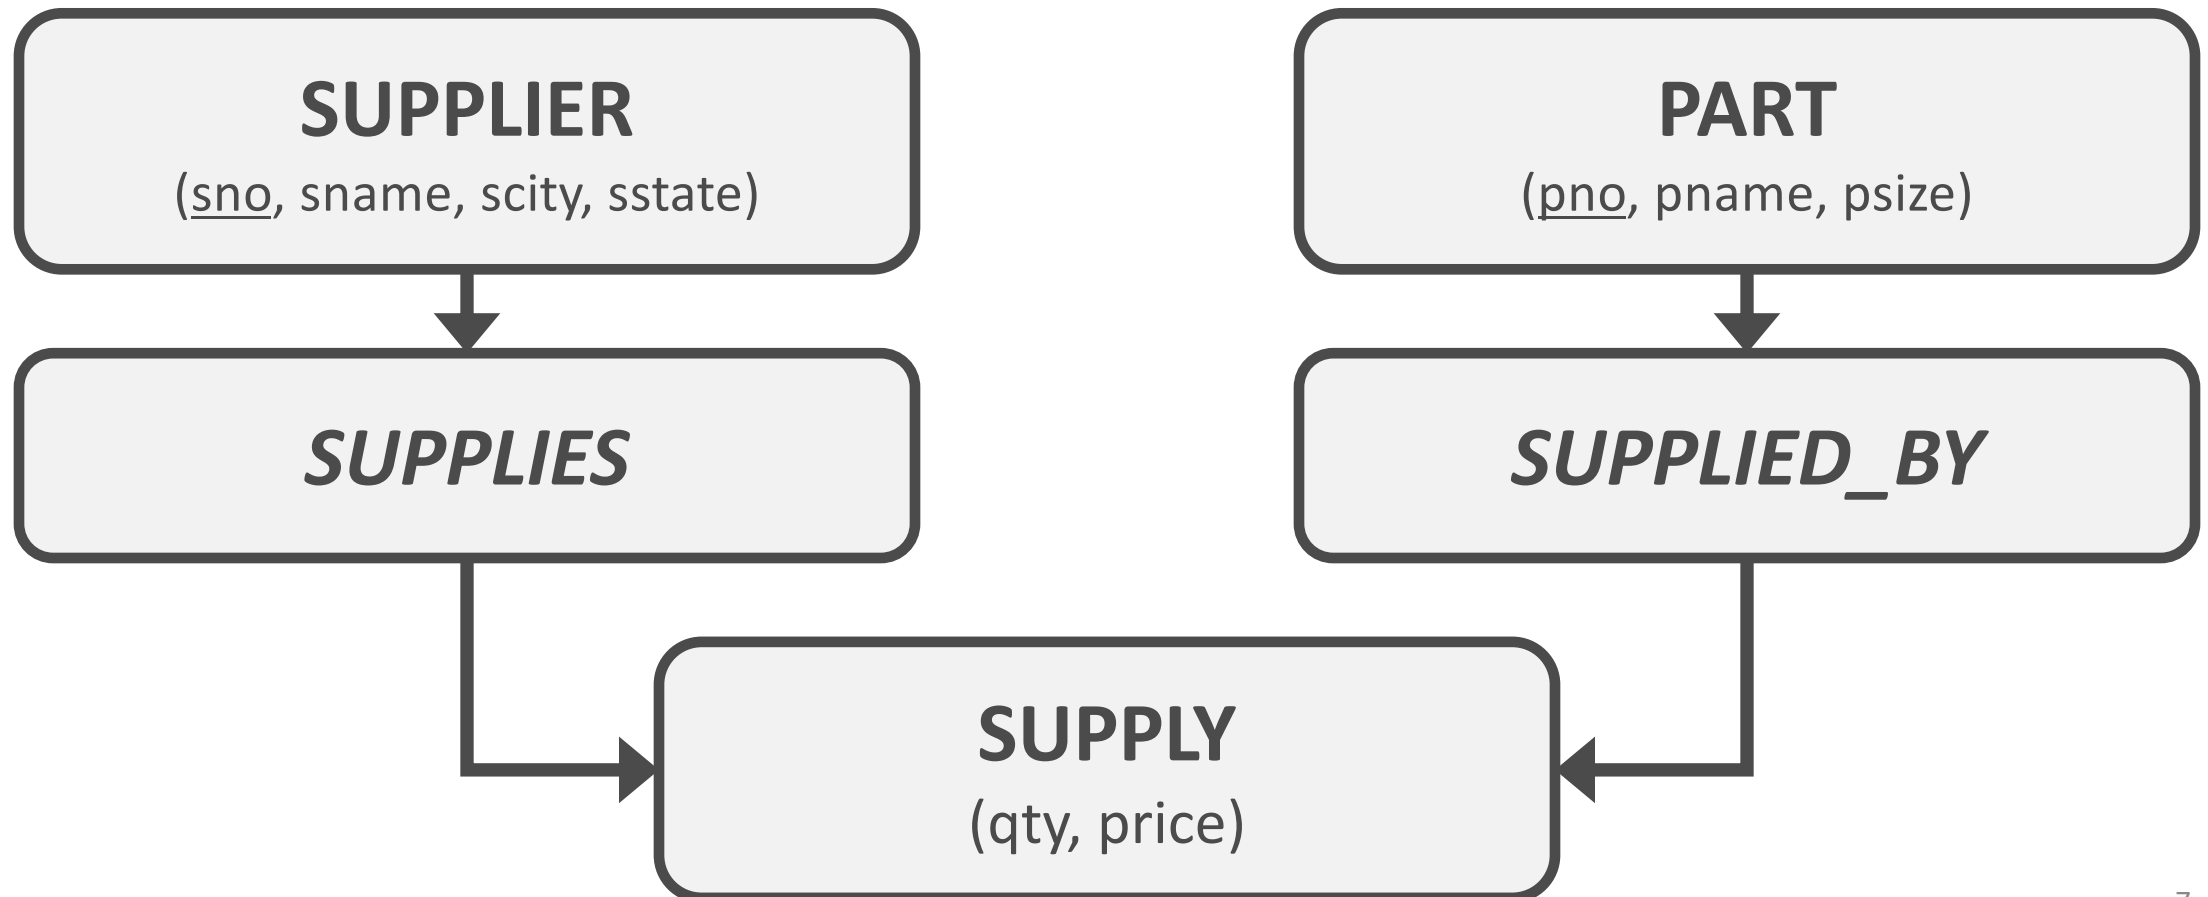 SUPPLIER
(sno, sname, scity, sstate)
PART
(pno, pname, psize)
SUPPLIES
SUPPLIED_BY
SUPPLY
(qty, price)